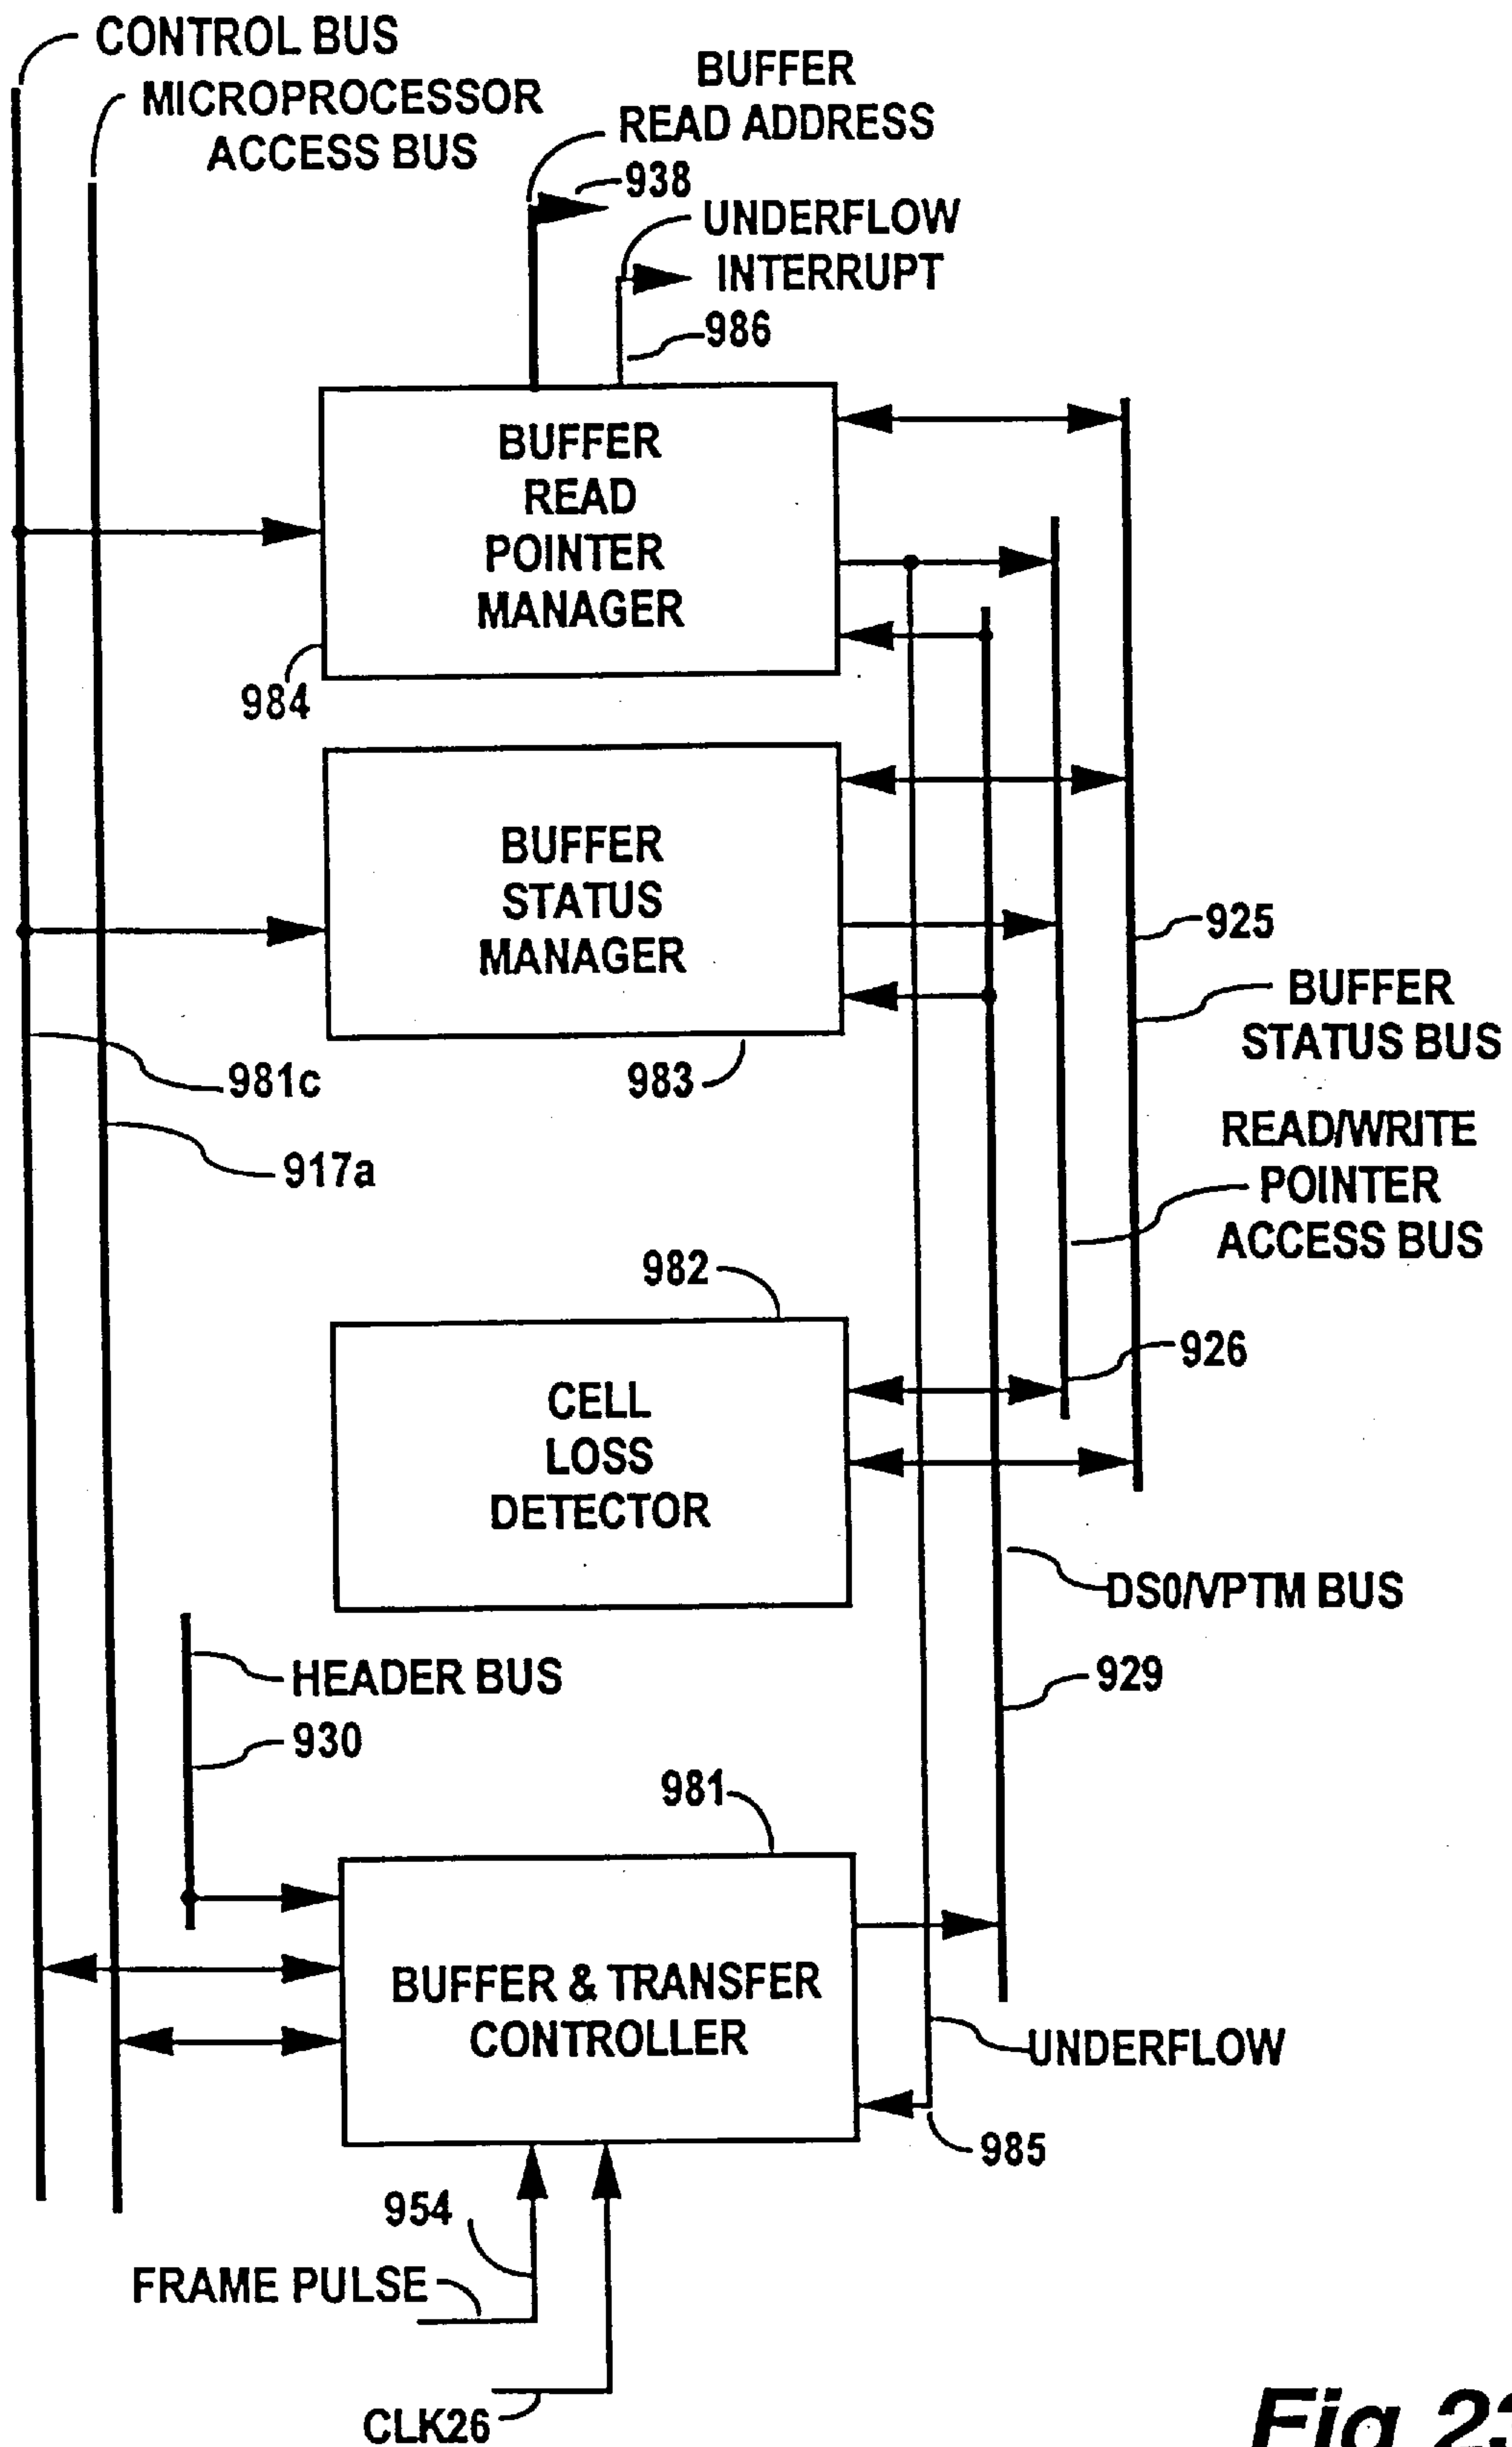 CONTROL BUS
MICROPROCESSOR
ACCESS BUS
BUFFER
READ ADDRESS
938
UNDERFLOW
INTERRUPT
986
BUFFER
READ
POINTER
MANAGER
984
BUFFER
STATUS
MANAGER
925
BUFFER
STATUS BUS
981c
983
917a
READ/WRITE
POINTER
ACCESS BUS
982
926
CELL
LOSS
DETECTOR
DS0/VPTM BUS
HEADER BUS
929
930
981
BUFFER & TRANSFER
CONTROLLER
UNDERFLOW
985
954
FRAME PULSE
CLK26